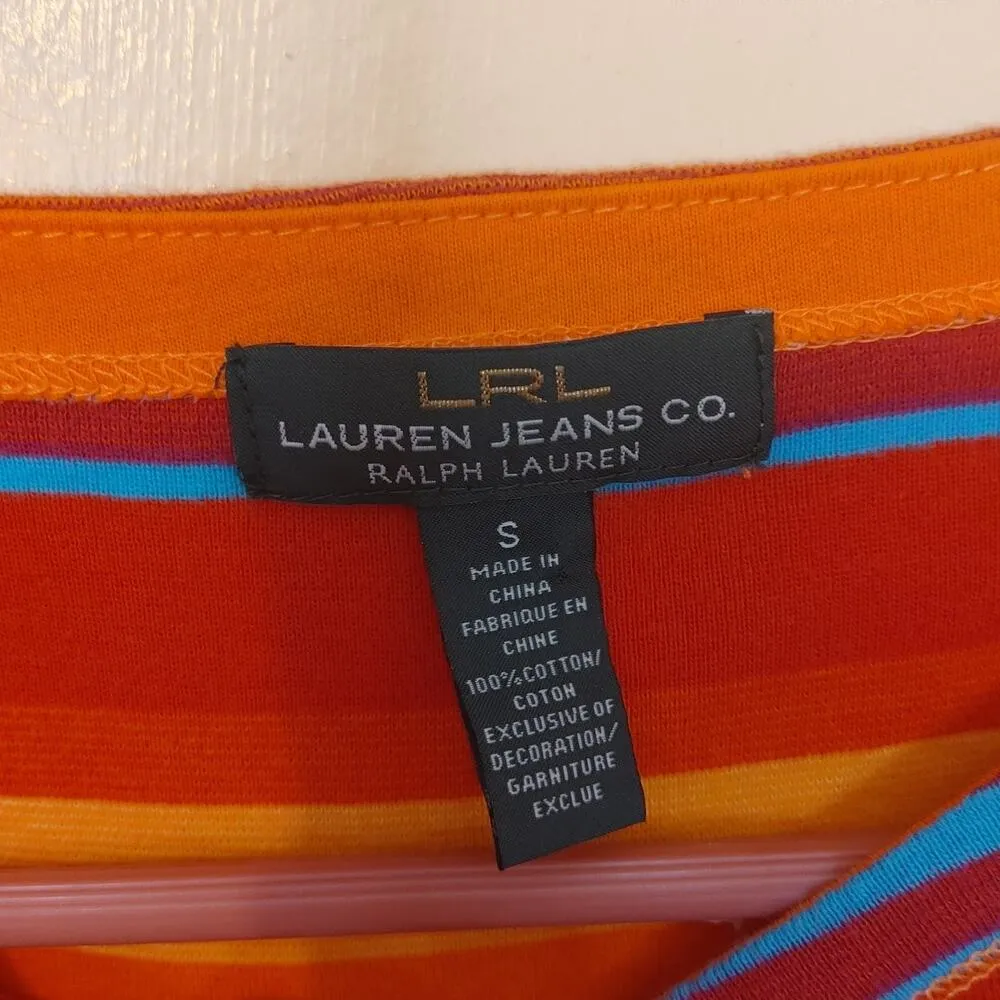 LRL
LAUREN JEANS CO.
RALPH LAUREN
S
MADE IN
CHINA
FABRIQUE EN
CHINE
100% COTTON/
COTON
EXCLUSIVE OF
DECORATION/
GARNITURE
EXCLUE